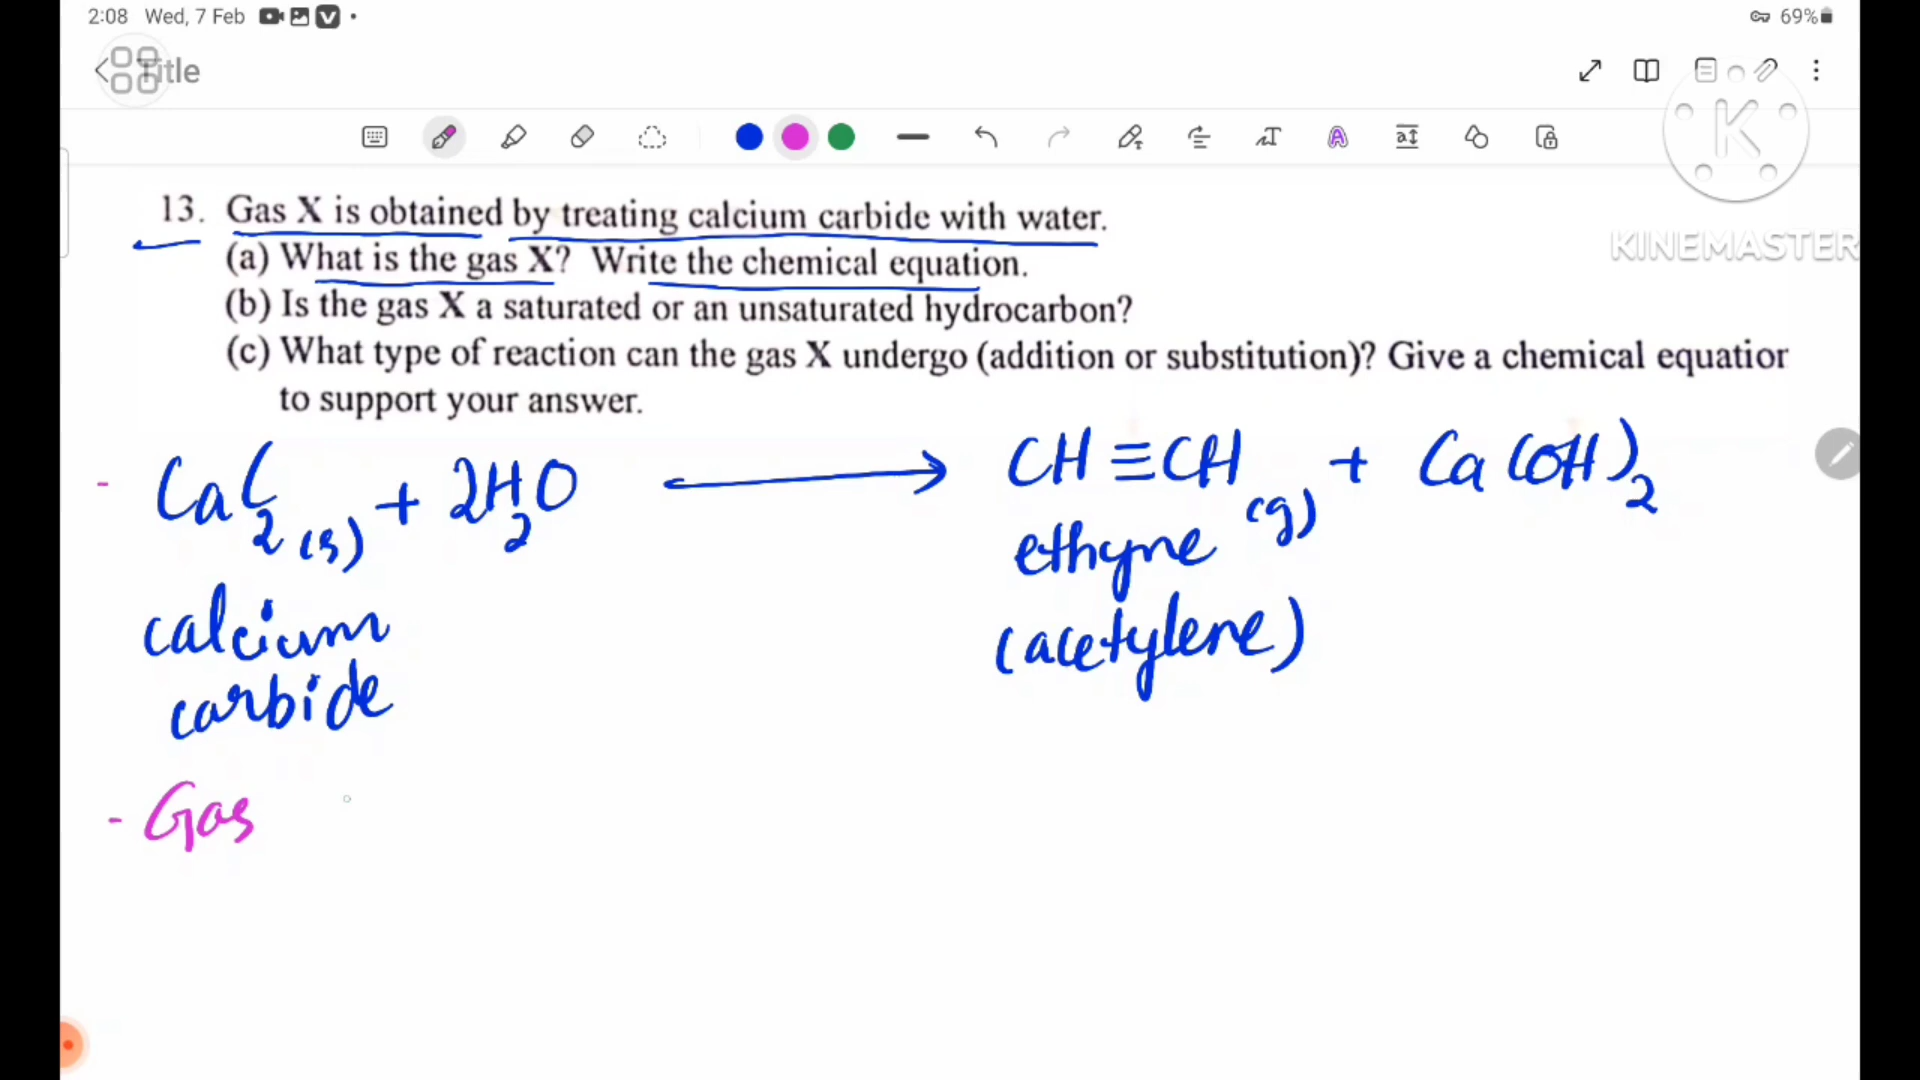 2:08 Wed, 7 Feb
69%
Title
K
KINEMASTER
13. Gas X is obtained by treating calcium carbide with water.
(a) What is the gas X? Write the chemical equation.
(b) Is the gas X a saturated or an unsaturated hydrocarbon?
(c) What type of reaction can the gas X undergo (addition or substitution)? Give a chemical equation
to support your answer.
- CaC2(s) + 2H2O ⟶ CH≡CH(g) + Ca(OH)2
calcium carbide
ethyne
(acetylene)
- Gas